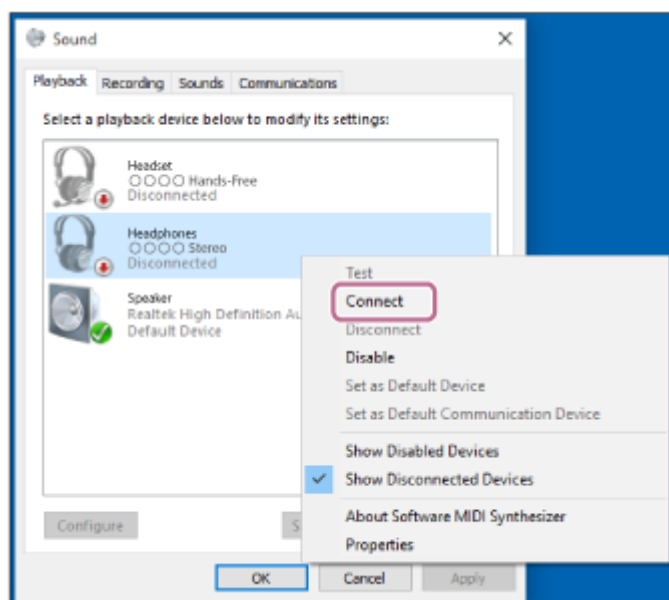 Sound
Playback Recording Sounds Communications
Select a playback device below to modify its settings:
Headset
○○○○ Hands-Free
Disconnected
Headphones
○○○○ Stereo
Disconnected
Speaker
Realtek High Definition Au
Default Device
Test
Connect
Disconnect
Disable
Set as Default Device
Set as Default Communication Device
Show Disabled Devices
Show Disconnected Devices
About Software MIDI Synthesizer
Properties
Configure S
OK Cancel Apply